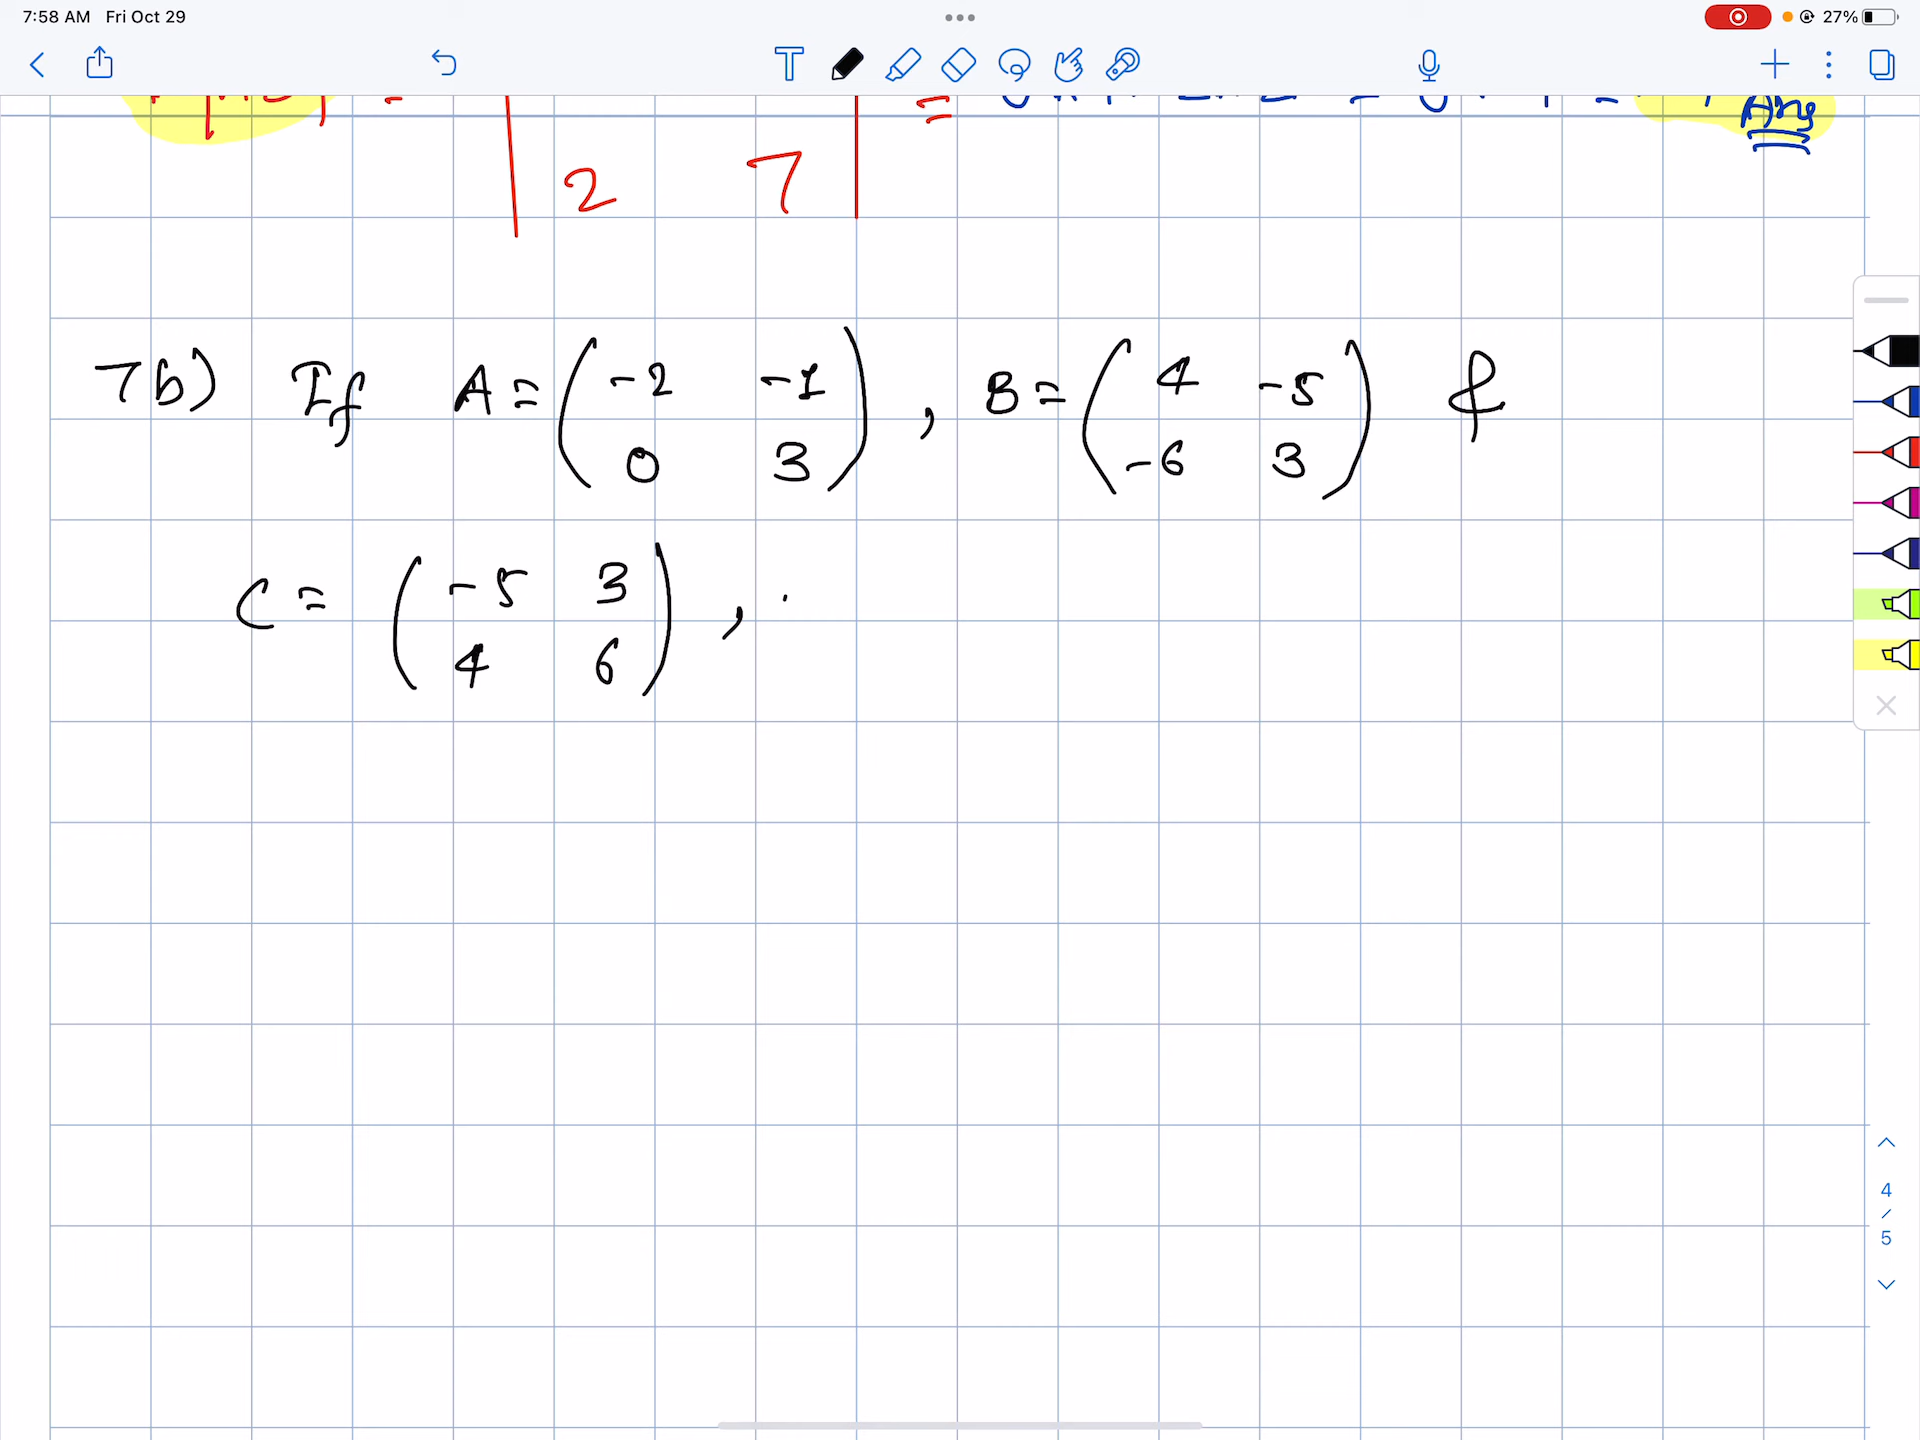 7:58 AM Fri Oct 29
27%
Ans
2 7
7b) If A = (-2 -1 0 3), B = (4 -5 -6 3) &
C = (-5 3 4 6),
4
/
5